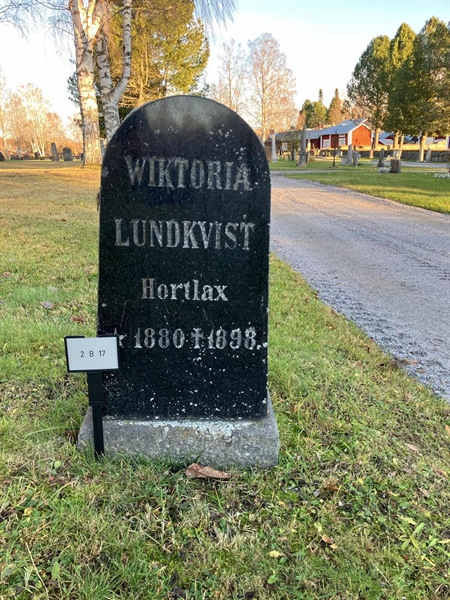 WIKTORIA
LUNDKVIST
Hortlax
* 1880 ✝ 1898.
2 B 17